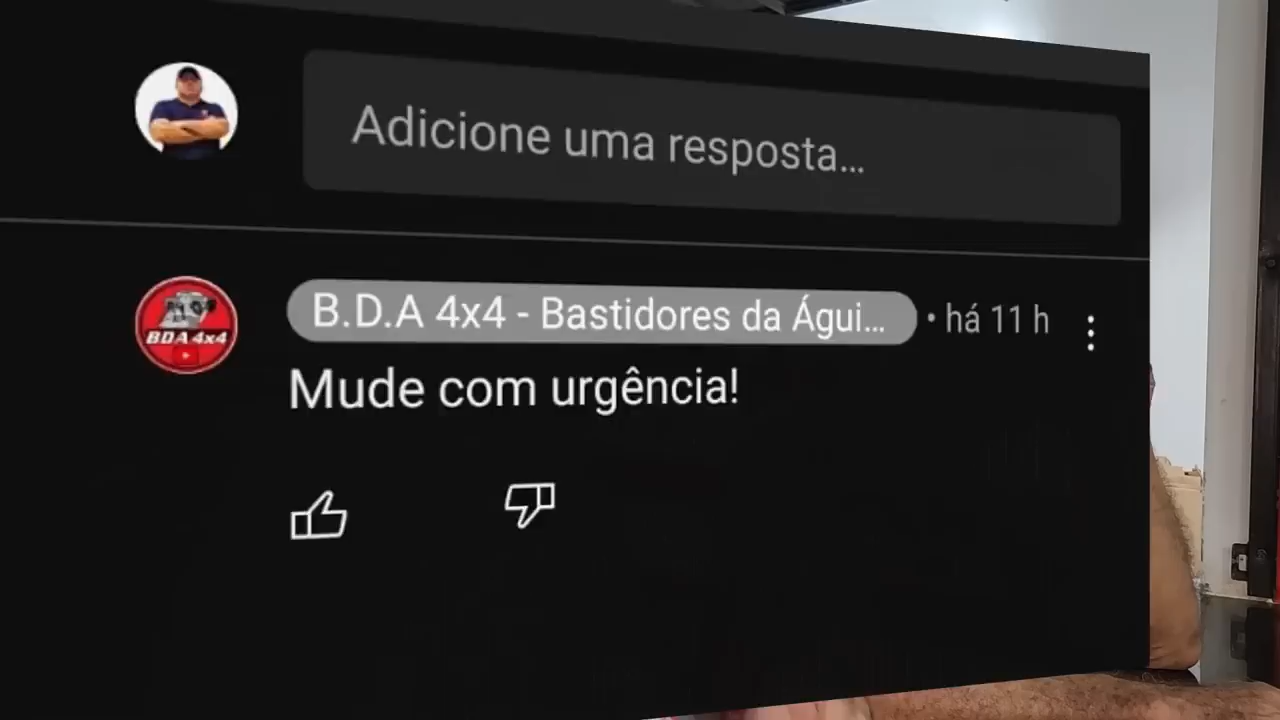 Adicione uma resposta...
BDA 4x4
B.D.A 4x4 - Bastidores da Águi... • há 11 h
Mude com urgência!